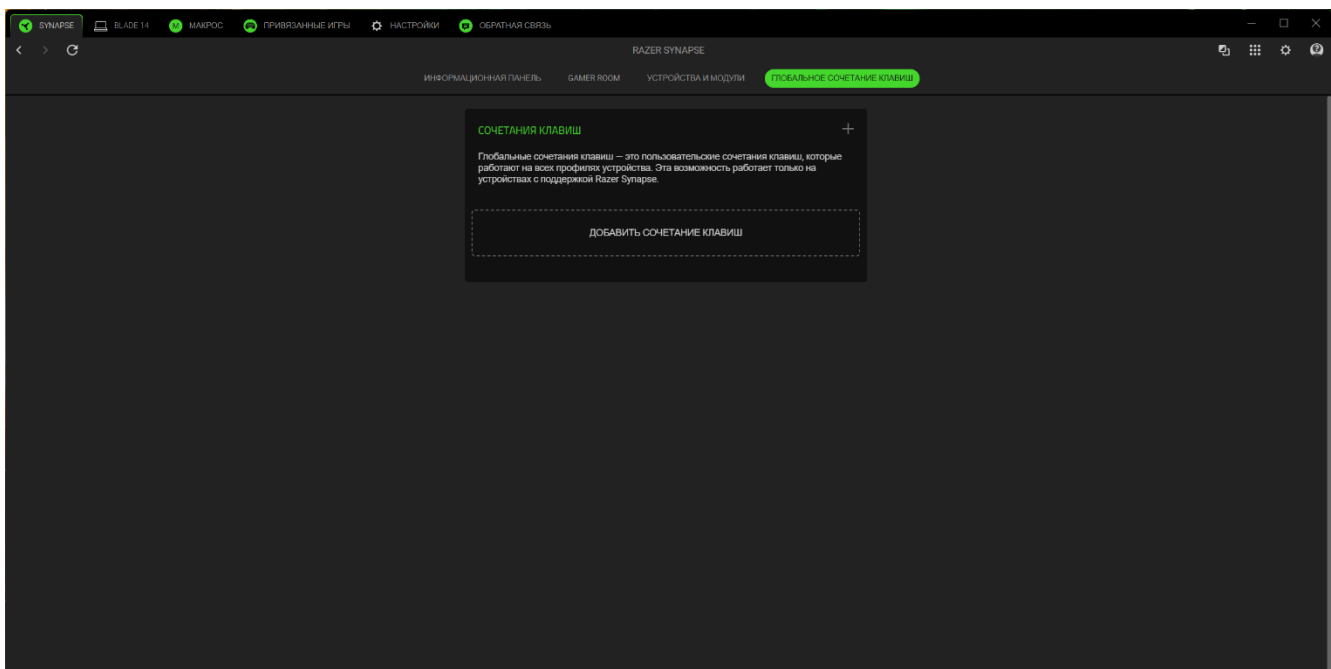 SYNAPSE BLADE 14 МАКРОС ПРИВЯЗАННЫЕ ИГРЫ НАСТРОЙКИ ОБРАТНАЯ СВЯЗЬ
RAZER SYNAPSE
ИНФОРМАЦИОННАЯ ПАНЕЛЬ GAMER ROOM УСТРОЙСТВА И МОДУЛИ ГЛОБАЛЬНОЕ СОЧЕТАНИЕ КЛАВИШ
СОЧЕТАНИЯ КЛАВИШ
Глобальные сочетания клавиш — это пользовательские сочетания клавиш, которые
работают на всех профилях устройства. Эта возможность работает только на
устройствах с поддержкой Razer Synapse.
ДОБАВИТЬ СОЧЕТАНИЕ КЛАВИШ